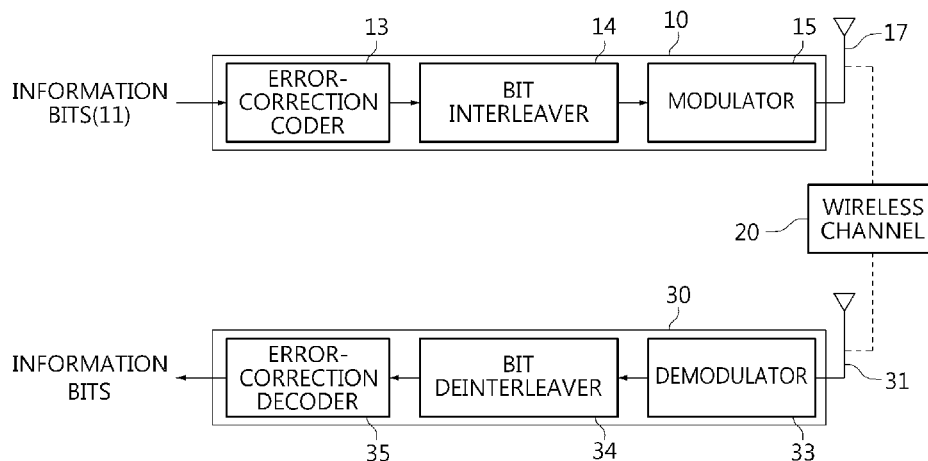 13
14
10
15
17
INFORMATION
BITS(11)
ERROR-
CORRECTION
CODER
BIT
INTERLEAVER
MODULATOR
20
WIRELESS
CHANNEL
30
INFORMATION
BITS
ERROR-
CORRECTION
DECODER
BIT
DEINTERLEAVER
DEMODULATOR
31
35
34
33